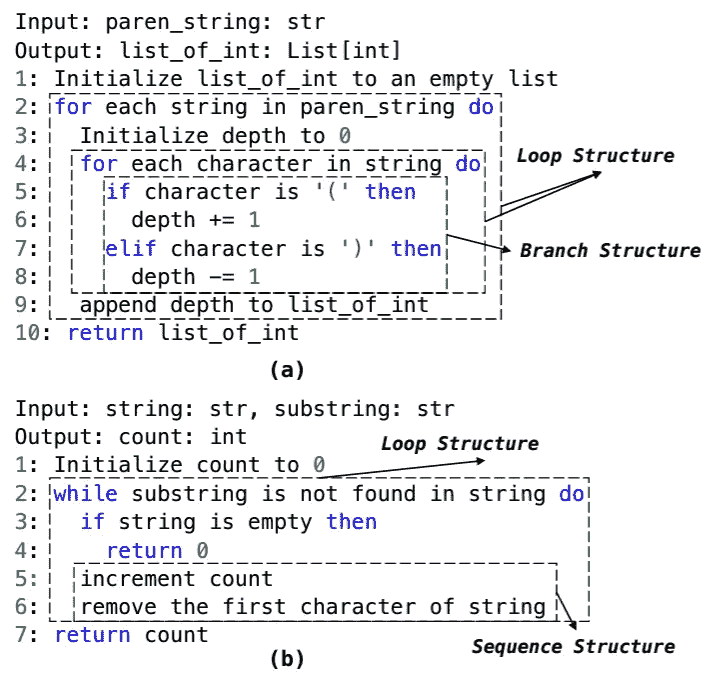 Input: paren_string: str
Output: list_of_int: List[int]
1: Initialize list_of_int to an empty list
2: for each string in paren_string do
3: Initialize depth to 0
4: for each character in string do
Loop Structure
5: if character is '(' then
6: depth += 1
7: elif character is ')' then
Branch Structure
8: depth -= 1
9: append depth to list_of_int
10: return list_of_int
(a)
Input: string: str, substring: str
Output: count: int
Loop Structure
1: Initialize count to 0
2: while substring is not found in string do
3: if string is empty then
4: return 0
5: increment count
6: remove the first character of string
7: return count
Sequence Structure
(b)